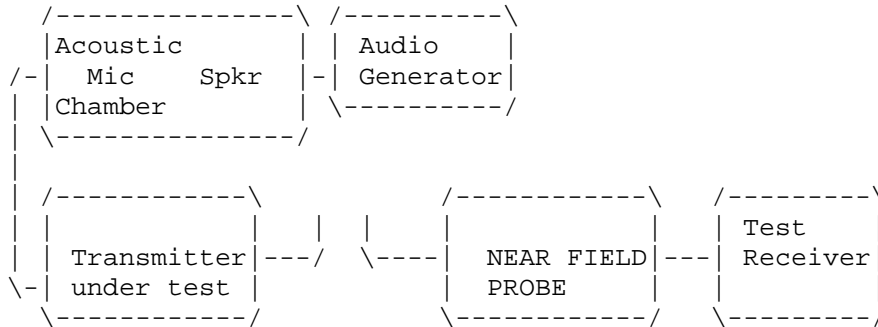 Acoustic Audio
Mic Spkr Generator
Chamber
Test
Transmitter NEAR FIELD Receiver
under test PROBE